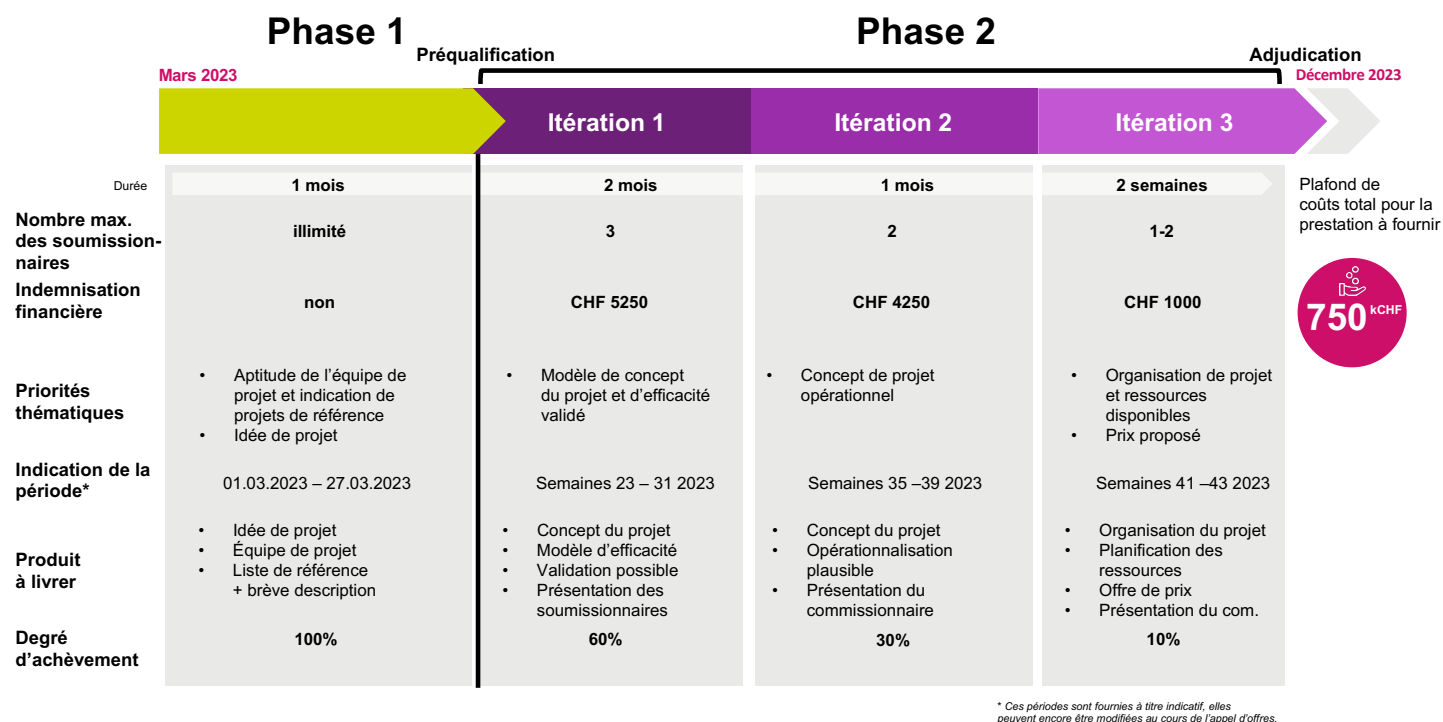 Phase 1
Phase 2
Préqualification
Adjudication
Mars 2023
Décembre 2023
Itération 1
Itération 2
Itération 3
Durée
1 mois
2 mois
1 mois
2 semaines
Plafond de
coûts total pour la
prestation à fournir
Nombre max.
des soumission-
naires
illimité
3
2
1-2
Indemnisation
financière
non
CHF 5250
CHF 4250
CHF 1000
750 kCHF
Priorités
thématiques
• Aptitude de l’équipe de
projet et indication de
projets de référence
• Idée de projet
• Modèle de concept
du projet et d’efficacité
validé
• Concept de projet
opérationnel
• Organisation de projet
et ressources
disponibles
• Prix proposé
Indication de la
période*
01.03.2023 – 27.03.2023
Semaines 23 – 31 2023
Semaines 35 –39 2023
Semaines 41 –43 2023
Produit
à livrer
• Idée de projet
• Équipe de projet
• Liste de référence
+ brève description
• Concept du projet
• Modèle d’efficacité
• Validation possible
• Présentation des
soumissionnaires
• Concept du projet
• Opérationnalisation
plausible
• Présentation du
commissionnaire
• Organisation du projet
• Planification des
ressources
• Offre de prix
• Présentation du com.
Degré
d’achèvement
100%
60%
30%
10%
* Ces périodes sont fournies à titre indicatif, elles
peuvent encore être modifiées au cours de l’appel d’offres.